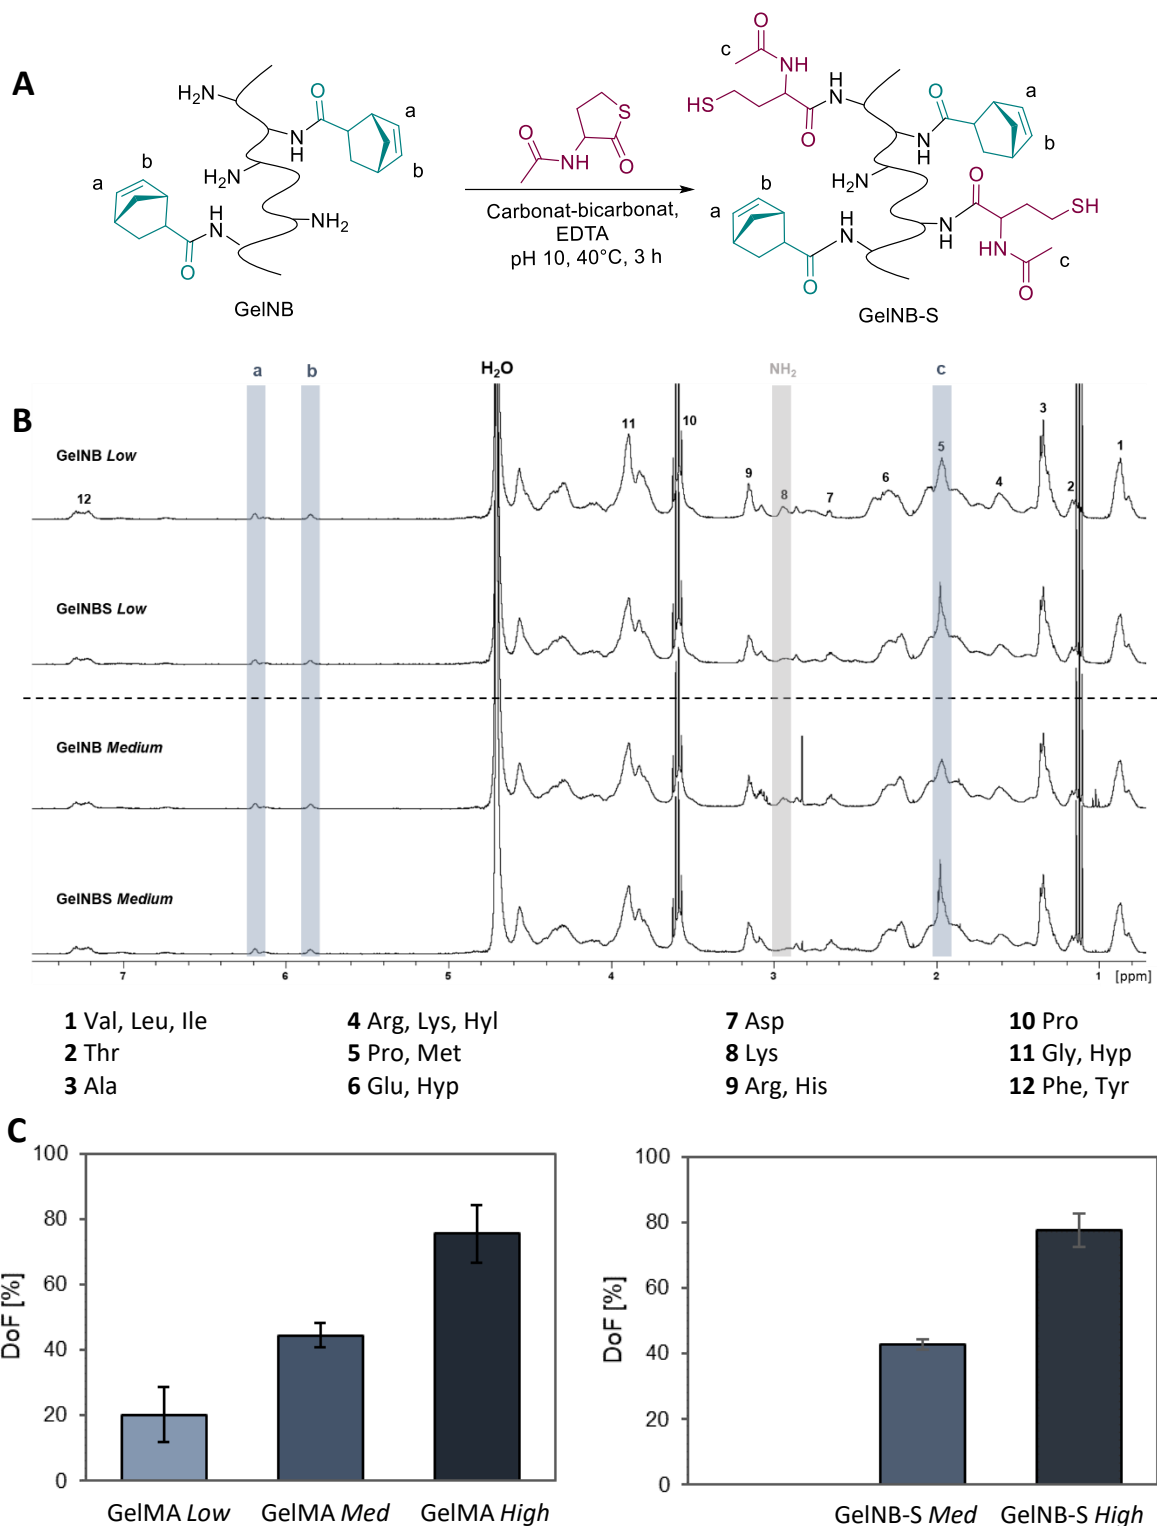 A
H₂N
O
N
H
a
b
b
a
H₂N
H
N
NH₂
O
GelNB
S
O
O
N
H
Carbonat-bicarbonat,
EDTA
pH 10, 40°C, 3 h
O
c
NH
HS
H
N
O
O
N
H
a
b
H₂N
O
SH
b
a
H
N
N
H
HN
c
O
O
GelNB-S
B
a
b
H₂O
NH₂
c
GelNB Low
12
11
10
9
8
7
6
5
4
3
2
1
GelNBS Low
GelNB Medium
GelNBS Medium
7
6
5
4
3
2
1
[ppm]
1 Val, Leu, Ile
4 Arg, Lys, Hyl
7 Asp
10 Pro
2 Thr
5 Pro, Met
8 Lys
11 Gly, Hyp
3 Ala
6 Glu, Hyp
9 Arg, His
12 Phe, Tyr
C
DoF [%]
100
80
60
40
20
0
GelMA Low
GelMA Med
GelMA High
DoF [%]
100
80
60
40
20
0
GelNB-S Med
GelNB-S High